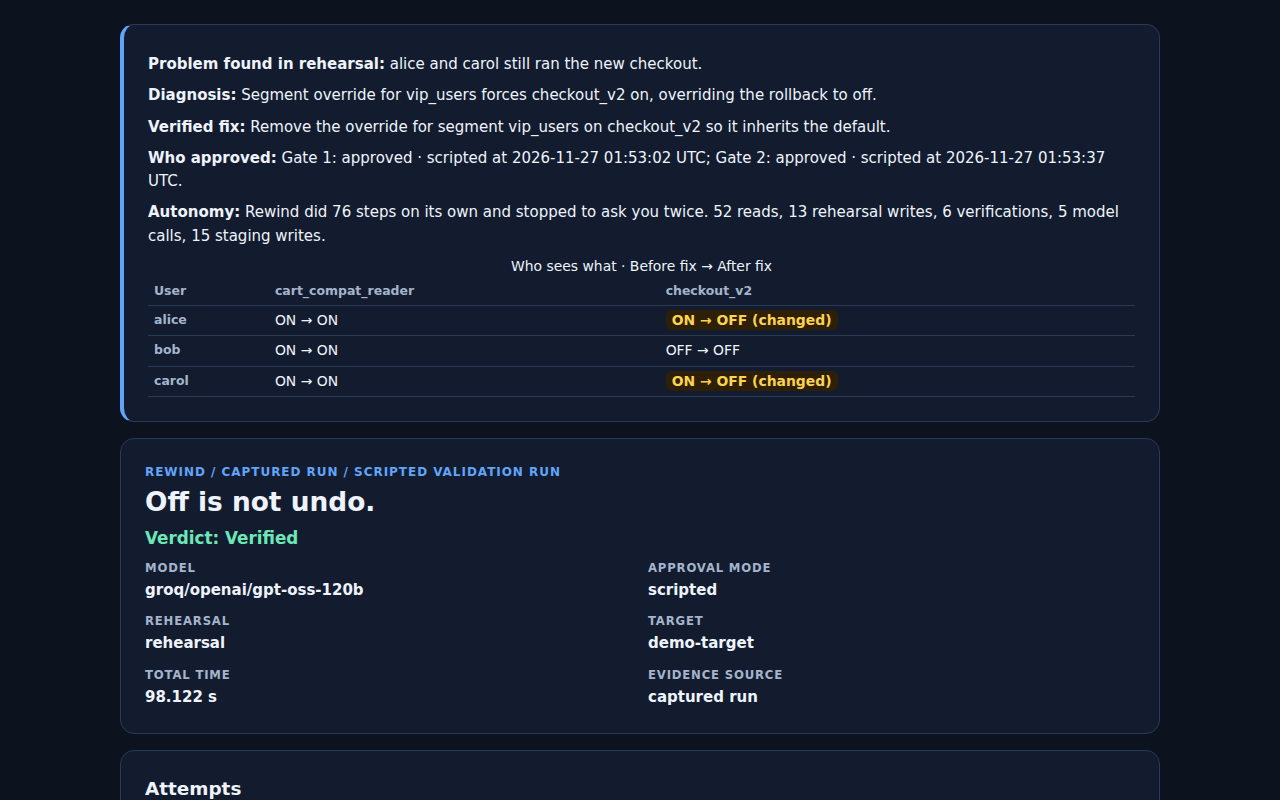 Problem found in rehearsal: alice and carol still ran the new checkout.
Diagnosis: Segment override for vip_users forces checkout_v2 on, overriding the rollback to off.
Verified fix: Remove the override for segment vip_users on checkout_v2 so it inherits the default.
Who approved: Gate 1: approved · scripted at 2026-11-27 01:53:02 UTC; Gate 2: approved · scripted at 2026-11-27 01:53:37
UTC.
Autonomy: Rewind did 76 steps on its own and stopped to ask you twice. 52 reads, 13 rehearsal writes, 6 verifications, 5 model
calls, 15 staging writes.
Who sees what · Before fix → After fix
User cart_compat_reader checkout_v2
alice ON → ON ON → OFF (changed)
bob ON → ON OFF → OFF
carol ON → ON ON → OFF (changed)
REWIND / CAPTURED RUN / SCRIPTED VALIDATION RUN
Off is not undo.
Verdict: Verified
MODEL APPROVAL MODE
groq/openai/gpt-oss-120b scripted
REHEARSAL TARGET
rehearsal demo-target
TOTAL TIME EVIDENCE SOURCE
98.122 s captured run
Attempts